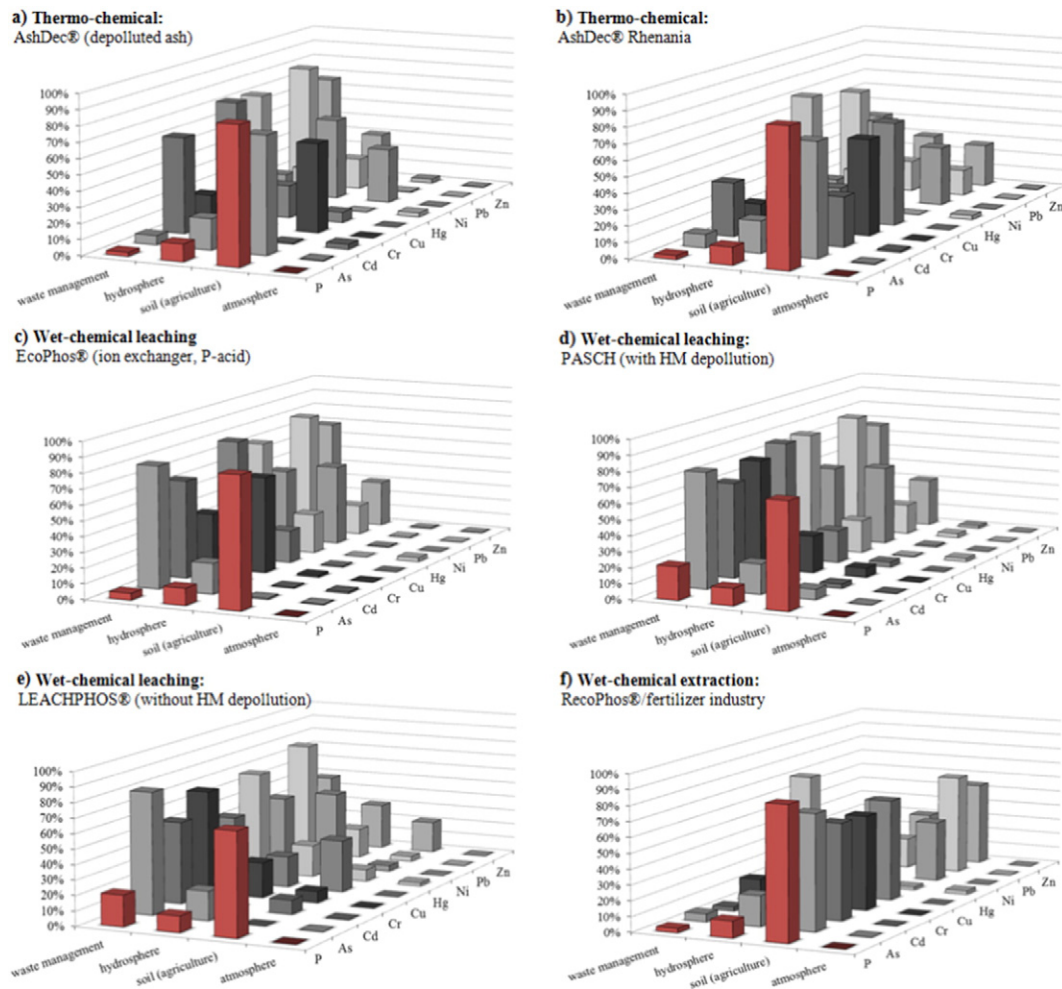 a) Thermo-chemical:
AshDec® (depolluted ash)
100%
90%
80%
70%
60%
50%
40%
30%
20%
10%
0%
waste management
hydrosphere
soil (agriculture)
atmosphere
P
As
Cd
Cr
Cu
Hg
Ni
Pb
Zn
b) Thermo-chemical:
AshDec® Rhenania
100%
90%
80%
70%
60%
50%
40%
30%
20%
10%
0%
waste management
hydrosphere
soil (agriculture)
atmosphere
P
As
Cd
Cr
Cu
Hg
Ni
Pb
Zn
c) Wet-chemical leaching
EcoPhos® (ion exchanger, P-acid)
100%
90%
80%
70%
60%
50%
40%
30%
20%
10%
0%
waste management
hydrosphere
soil (agriculture)
atmosphere
P
As
Cd
Cr
Cu
Hg
Ni
Pb
Zn
d) Wet-chemical leaching:
PASCH (with HM depollution)
100%
90%
80%
70%
60%
50%
40%
30%
20%
10%
0%
waste management
hydrosphere
soil (agriculture)
atmosphere
P
As
Cd
Cr
Cu
Hg
Ni
Pb
Zn
e) Wet-chemical leaching:
LEACHPHOS® (without HM depollution)
100%
90%
80%
70%
60%
50%
40%
30%
20%
10%
0%
waste management
hydrosphere
soil (agriculture)
atmosphere
P
As
Cd
Cr
Cu
Hg
Ni
Pb
Zn
f) Wet-chemical extraction:
RecoPhos®/fertilizer industry
100%
90%
80%
70%
60%
50%
40%
30%
20%
10%
0%
waste management
hydrosphere
soil (agriculture)
atmosphere
P
As
Cd
Cr
Cu
Hg
Ni
Pb
Zn